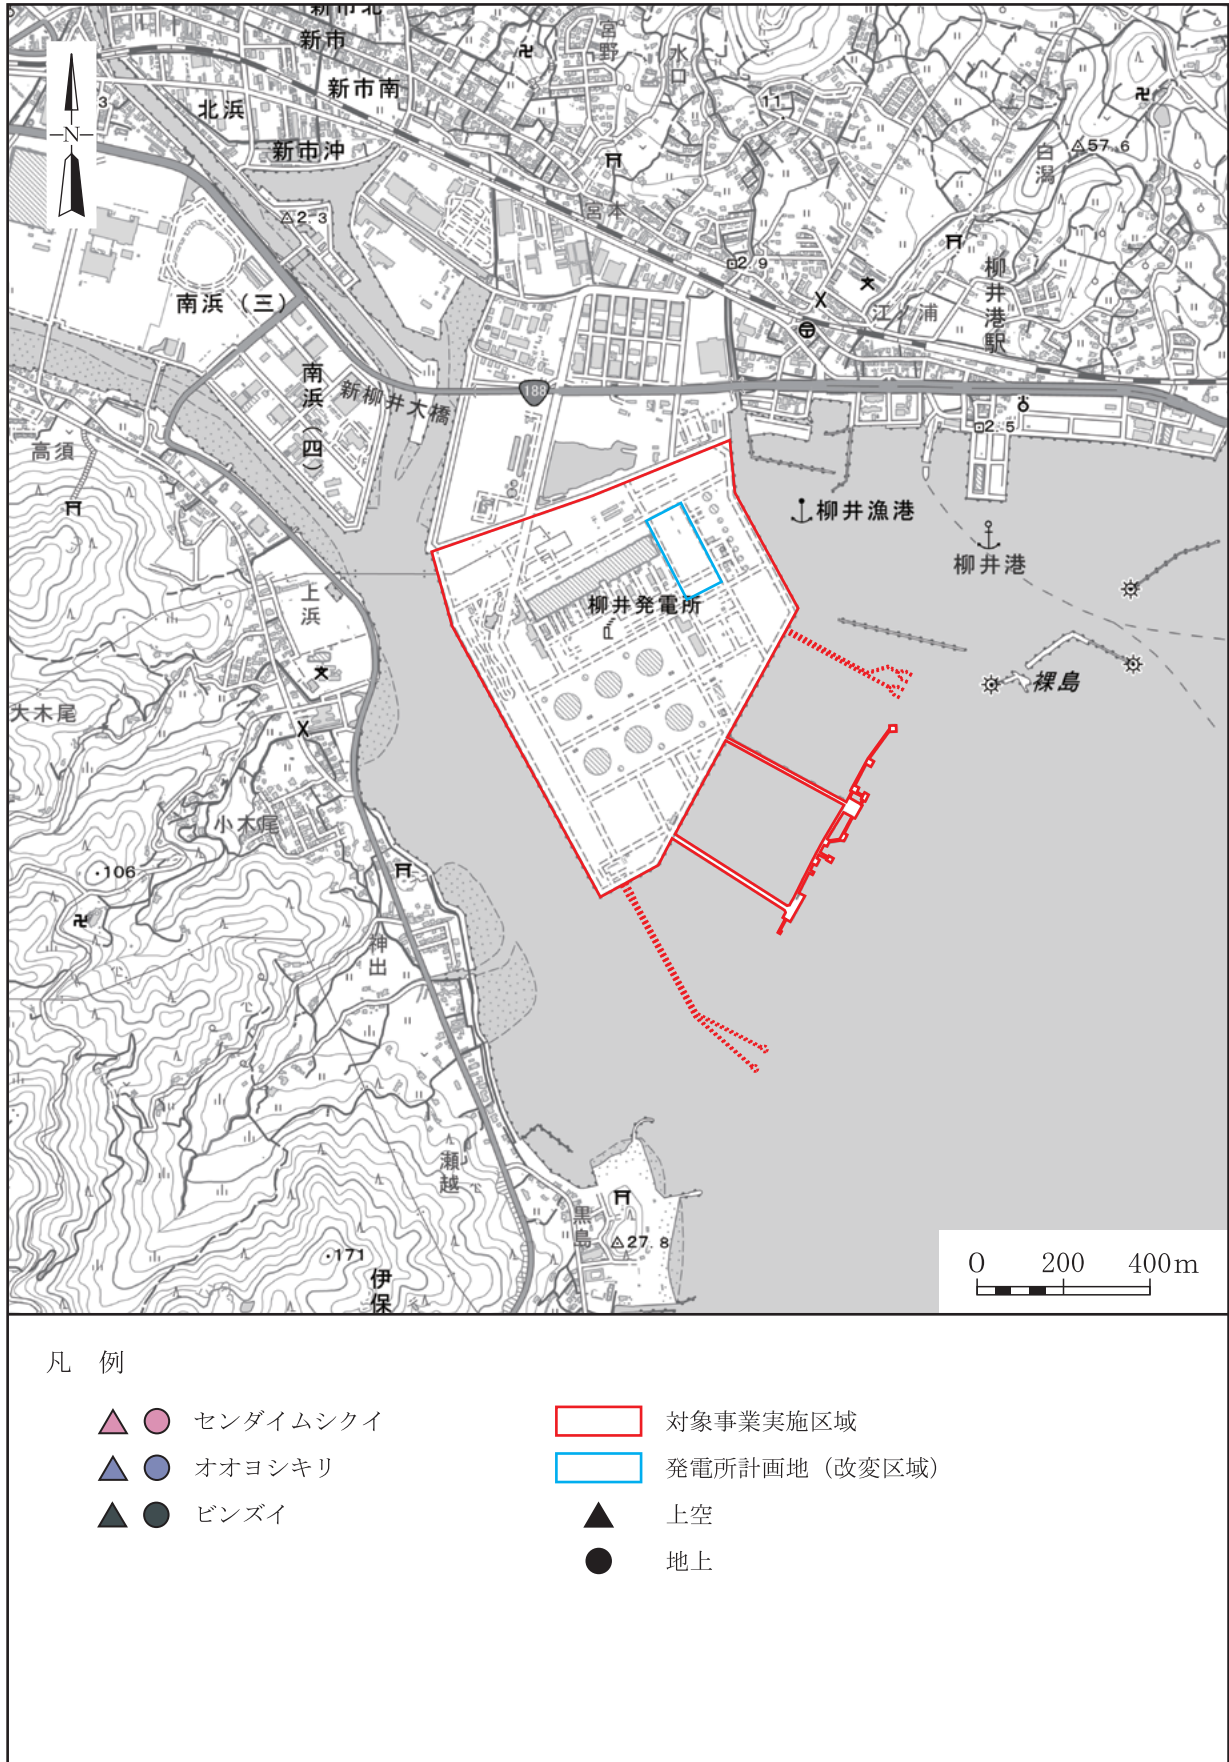 新市北
新市
宮野
水口
新市南
3
北浜
11
新市沖
57.6
白潟
宮本
2.3
2.9
柳井港駅
南浜(三)
江ノ浦
188
南浜(四)
新柳井大橋
2.5
高須
柳井漁港
柳井港
上浜
柳井発電所
裸島
大木尾
小木尾
106
神出
瀬越
黒島
27.8
171
伊保
N
0 200 400m
凡 例
センダイムシクイ
対象事業実施区域
オオヨシキリ
発電所計画地(改変区域)
ビンズイ
上空
地上